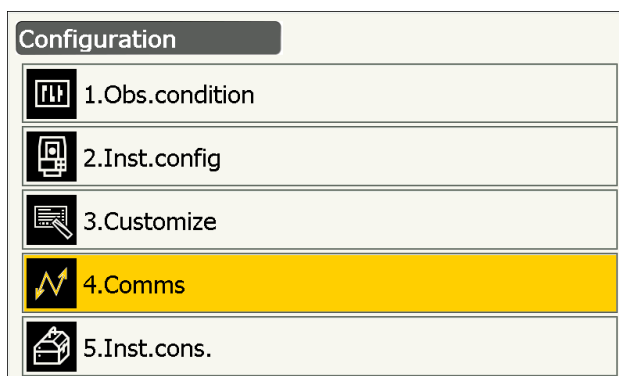 Configuration
1.Obs.condition
2.Inst.config
3.Customize
4.Comms
5.Inst.cons.